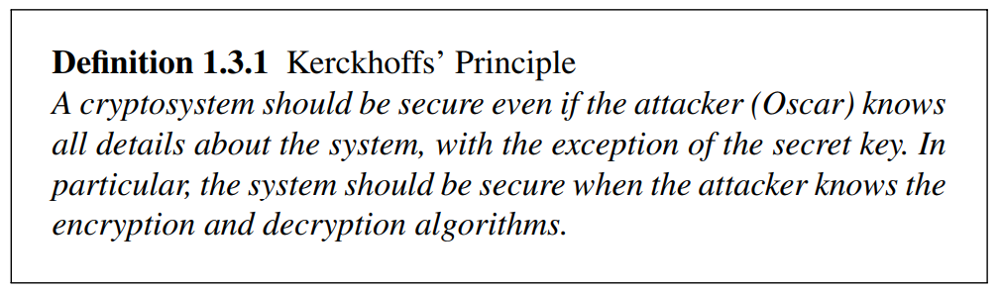 Definition 1.3.1 Kerckhoffs’ Principle
A cryptosystem should be secure even if the attacker (Oscar) knows
all details about the system, with the exception of the secret key. In
particular, the system should be secure when the attacker knows the
encryption and decryption algorithms.